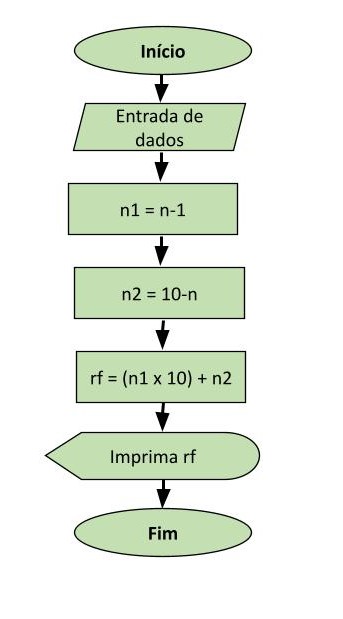 Início
Entrada de
dados
n1 = n-1
n2 = 10-n
rf = (n1 x 10) + n2
Imprima rf
Fim